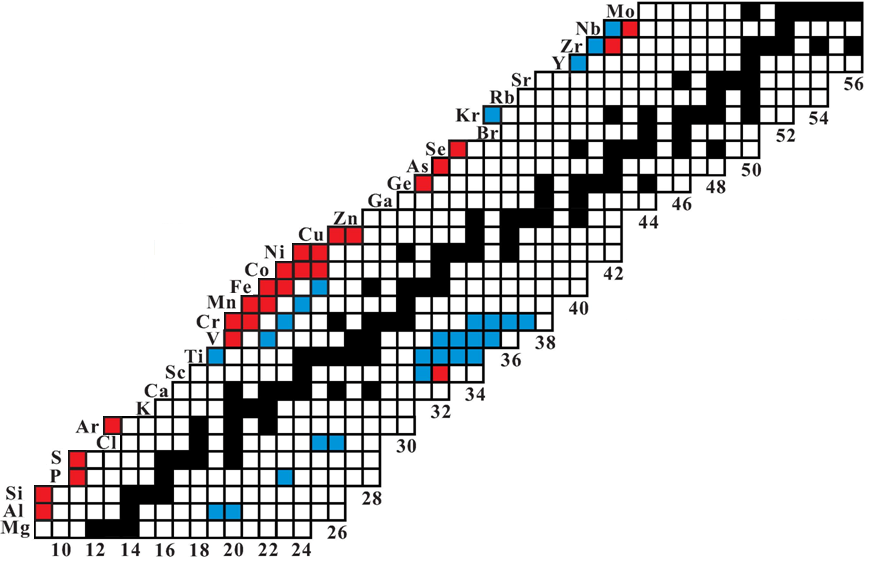 Mo
Nb
Zr
Y
Sr
56
Rb
54
Kr
52
Br
Se
50
As
48
Ge
46
Ga
44
Zn
Cu
42
Ni
Co
40
Fe
Mn
38
Cr
V
36
Ti
Sc
34
Ca
32
K
Ar
30
Cl
S
P
28
Si
Al
26
Mg
10 12 14 16 18 20 22 24